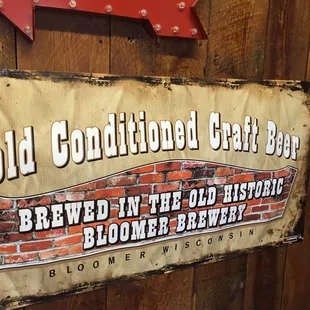 old Conditioned Craft Beer
BREWED IN THE OLD HISTORIC
BLOOMER BREWERY
BLOOMER WISCONSIN